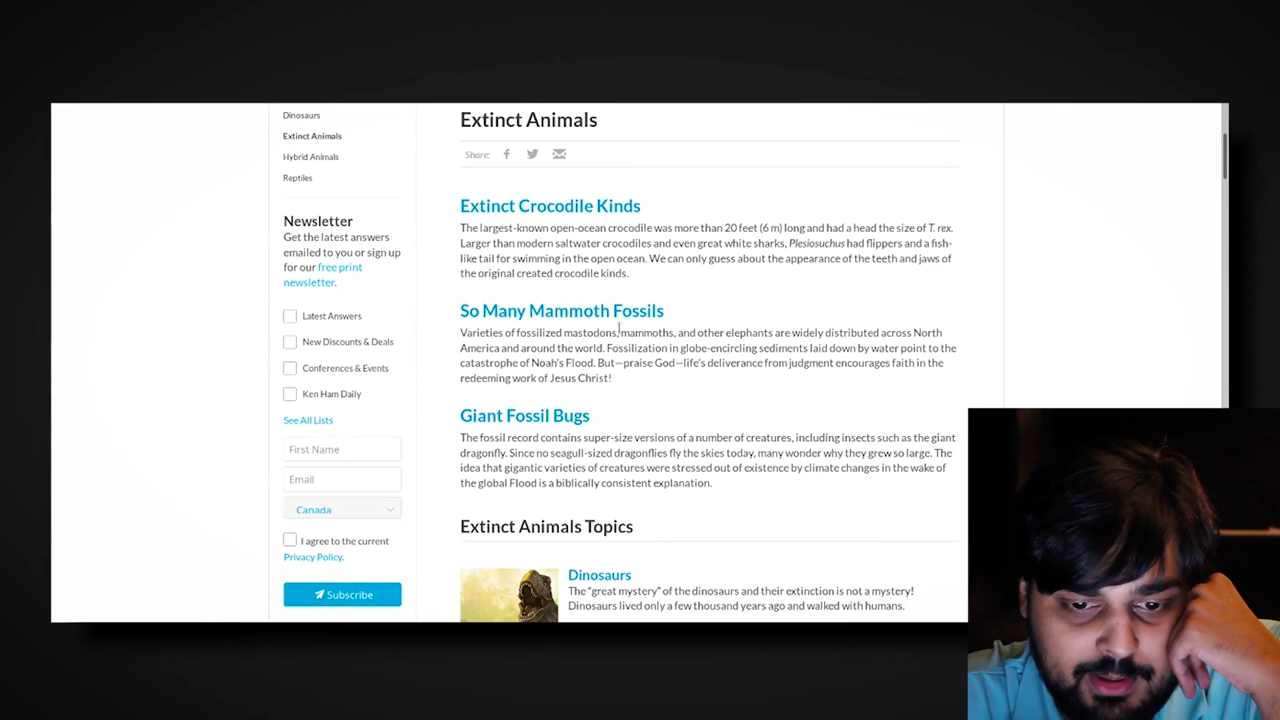 Dinosaurs
Extinct Animals
Hybrid Animals
Reptiles
Newsletter
Get the latest answers
emailed to you or sign up
for our free print
newsletter.
Latest Answers
New Discounts & Deals
Conferences & Events
Ken Ham Daily
See All Lists
First Name
Email
Canada
I agree to the current
Privacy Policy.
Subscribe
Extinct Animals
Share:
Extinct Crocodile Kinds
The largest-known open-ocean crocodile was more than 20 feet (6 m) long and had a head the size of T. rex.
Larger than modern saltwater crocodiles and even great white sharks, Plesiosuchus had flippers and a fish-
like tail for swimming in the open ocean. We can only guess about the appearance of the teeth and jaws of
the original created crocodile kinds.
So Many Mammoth Fossils
Varieties of fossilized mastodons, mammoths, and other elephants are widely distributed across North
America and around the world. Fossilization in globe-encircling sediments laid down by water point to the
catastrophe of Noah's Flood. But—praise God—life's deliverance from judgment encourages faith in the
redeeming work of Jesus Christ!
Giant Fossil Bugs
The fossil record contains super-size versions of a number of creatures, including insects such as the giant
dragonfly. Since no seagull-sized dragonflies fly the skies today, many wonder why they grew so large. The
idea that gigantic varieties of creatures were stressed out of existence by climate changes in the wake of
the global Flood is a biblically consistent explanation.
Extinct Animals Topics
Dinosaurs
The "great mystery" of the dinosaurs and their extinction is not a mystery!
Dinosaurs lived only a few thousand years ago and walked with humans.